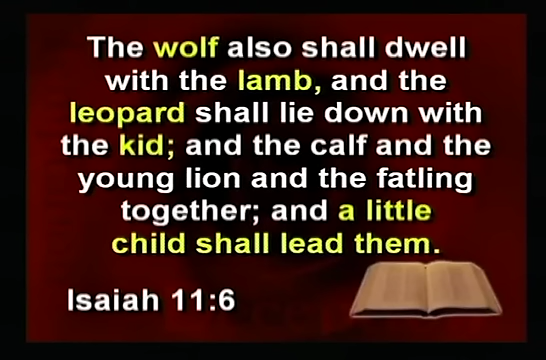 The wolf also shall dwell
with the lamb, and the
leopard shall lie down with
the kid; and the calf and the
young lion and the fatling
together; and a little
child shall lead them.
Isaiah 11:6